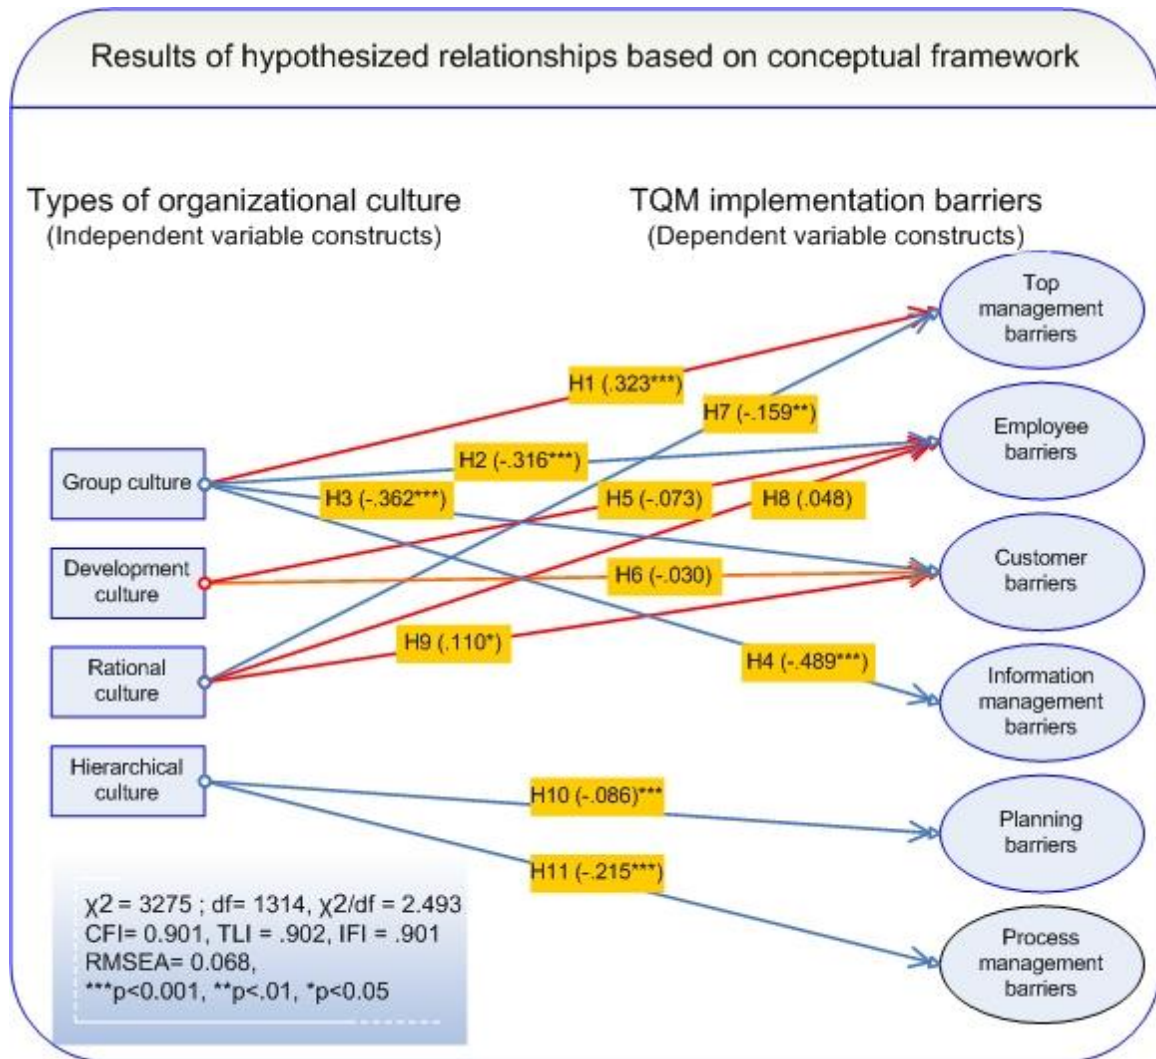 Results of hypothesized relationships based on conceptual framework
Types of organizational culture
(Independent variable constructs)
TQM implementation barriers
(Dependent variable constructs)
Top
management
barriers
H1 (.323***)
H7 (-.159**)
Employee
barriers
H2 (-.316***)
Group culture
H3 (-.362***)
H5 (-.073)
H8 (.048)
Development
culture
H6 (-.030)
Customer
barriers
H9 (.110*)
H4 (-.489***)
Rational
culture
Information
management
barriers
Hierarchical
culture
H10 (-.086)***
Planning
barriers
H11 (-.215***)
χ2 = 3275 ; df= 1314, χ2/df = 2.493
CFI= 0.901, TLI = .902, IFI = .901
RMSEA= 0.068,
***p<0.001, **p<.01, *p<0.05
Process
management
barriers